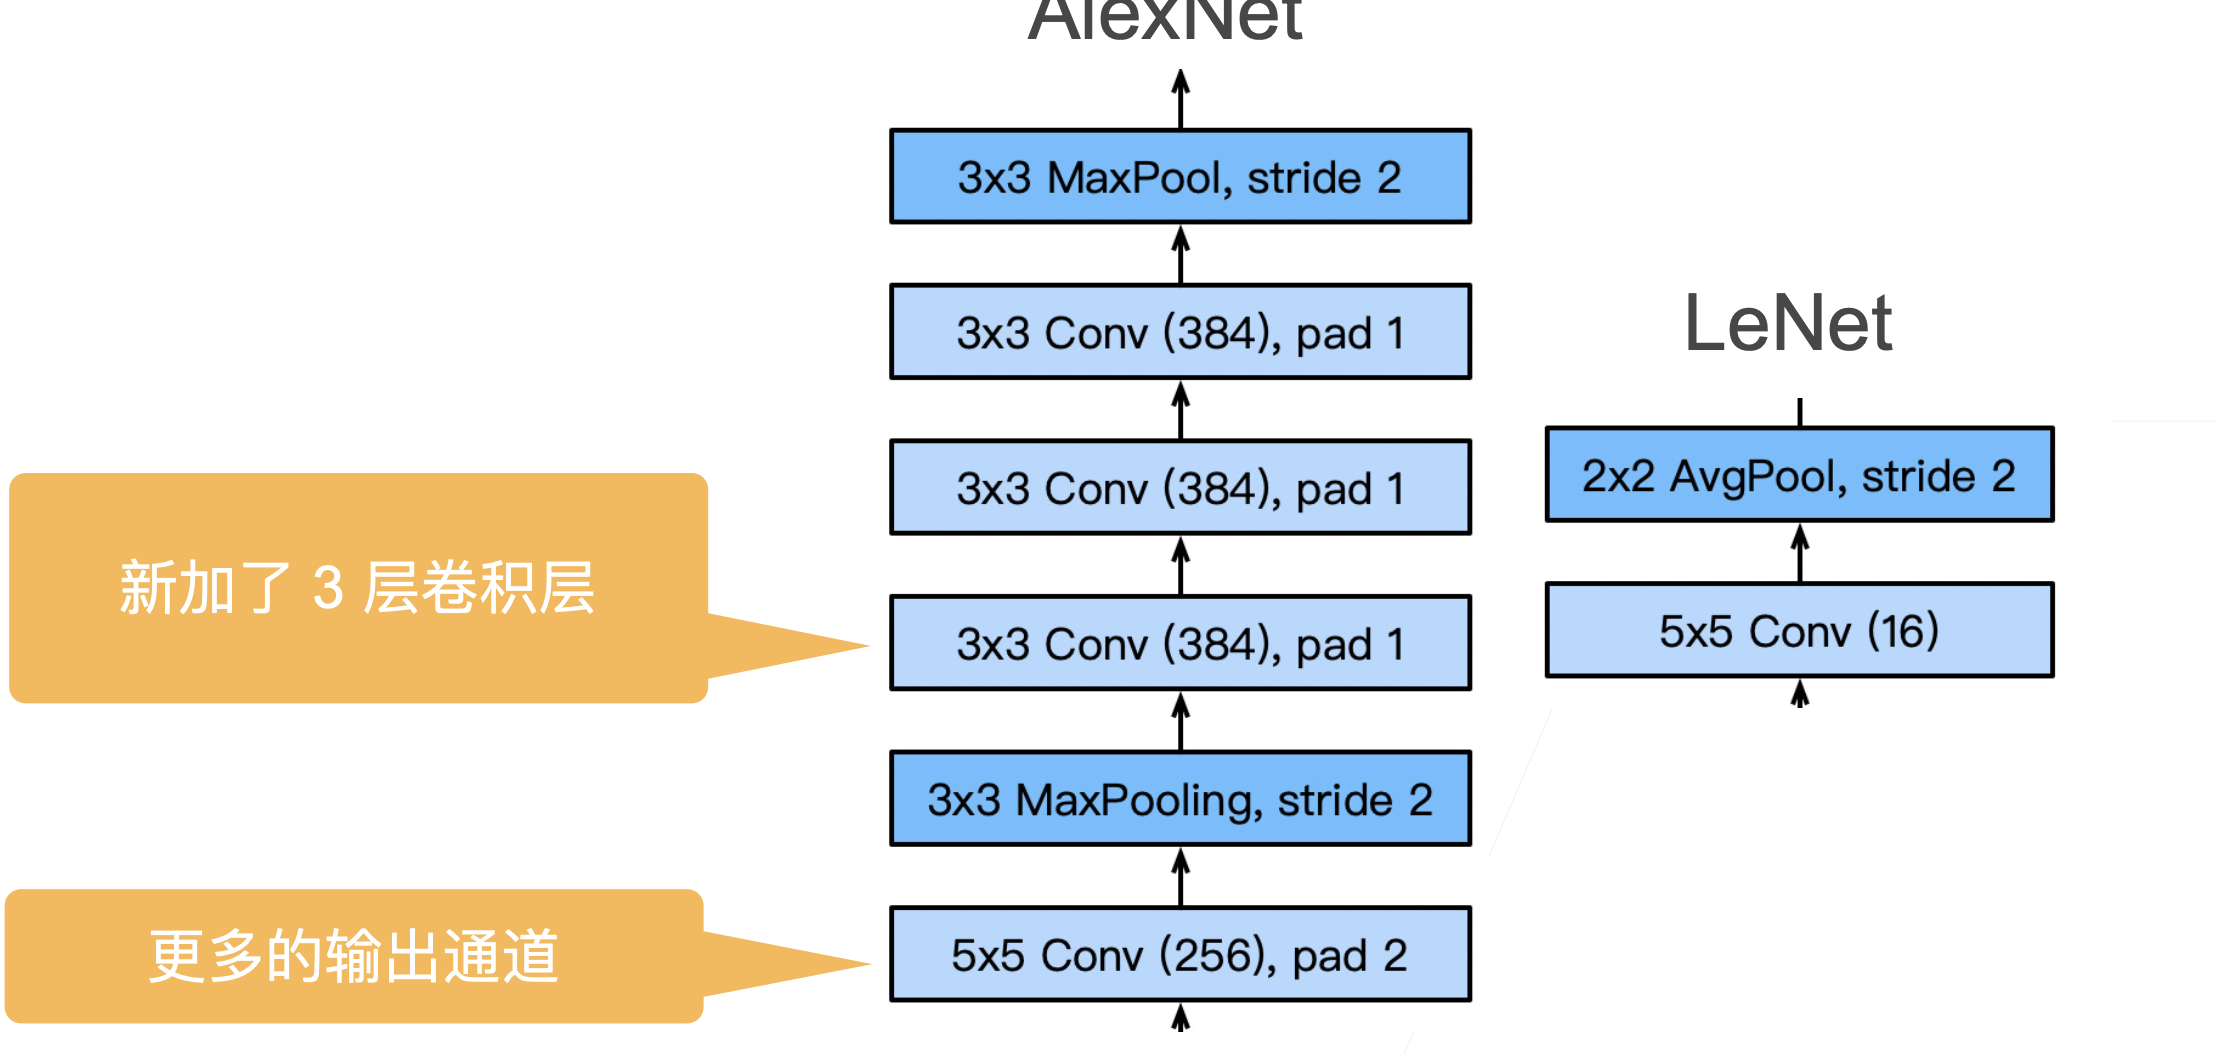 AlexNet
3x3 MaxPool, stride 2
3x3 Conv (384), pad 1
3x3 Conv (384), pad 1
3x3 Conv (384), pad 1
3x3 MaxPooling, stride 2
5x5 Conv (256), pad 2
新加了 3 层卷积层
更多的输出通道
LeNet
2x2 AvgPool, stride 2
5x5 Conv (16)